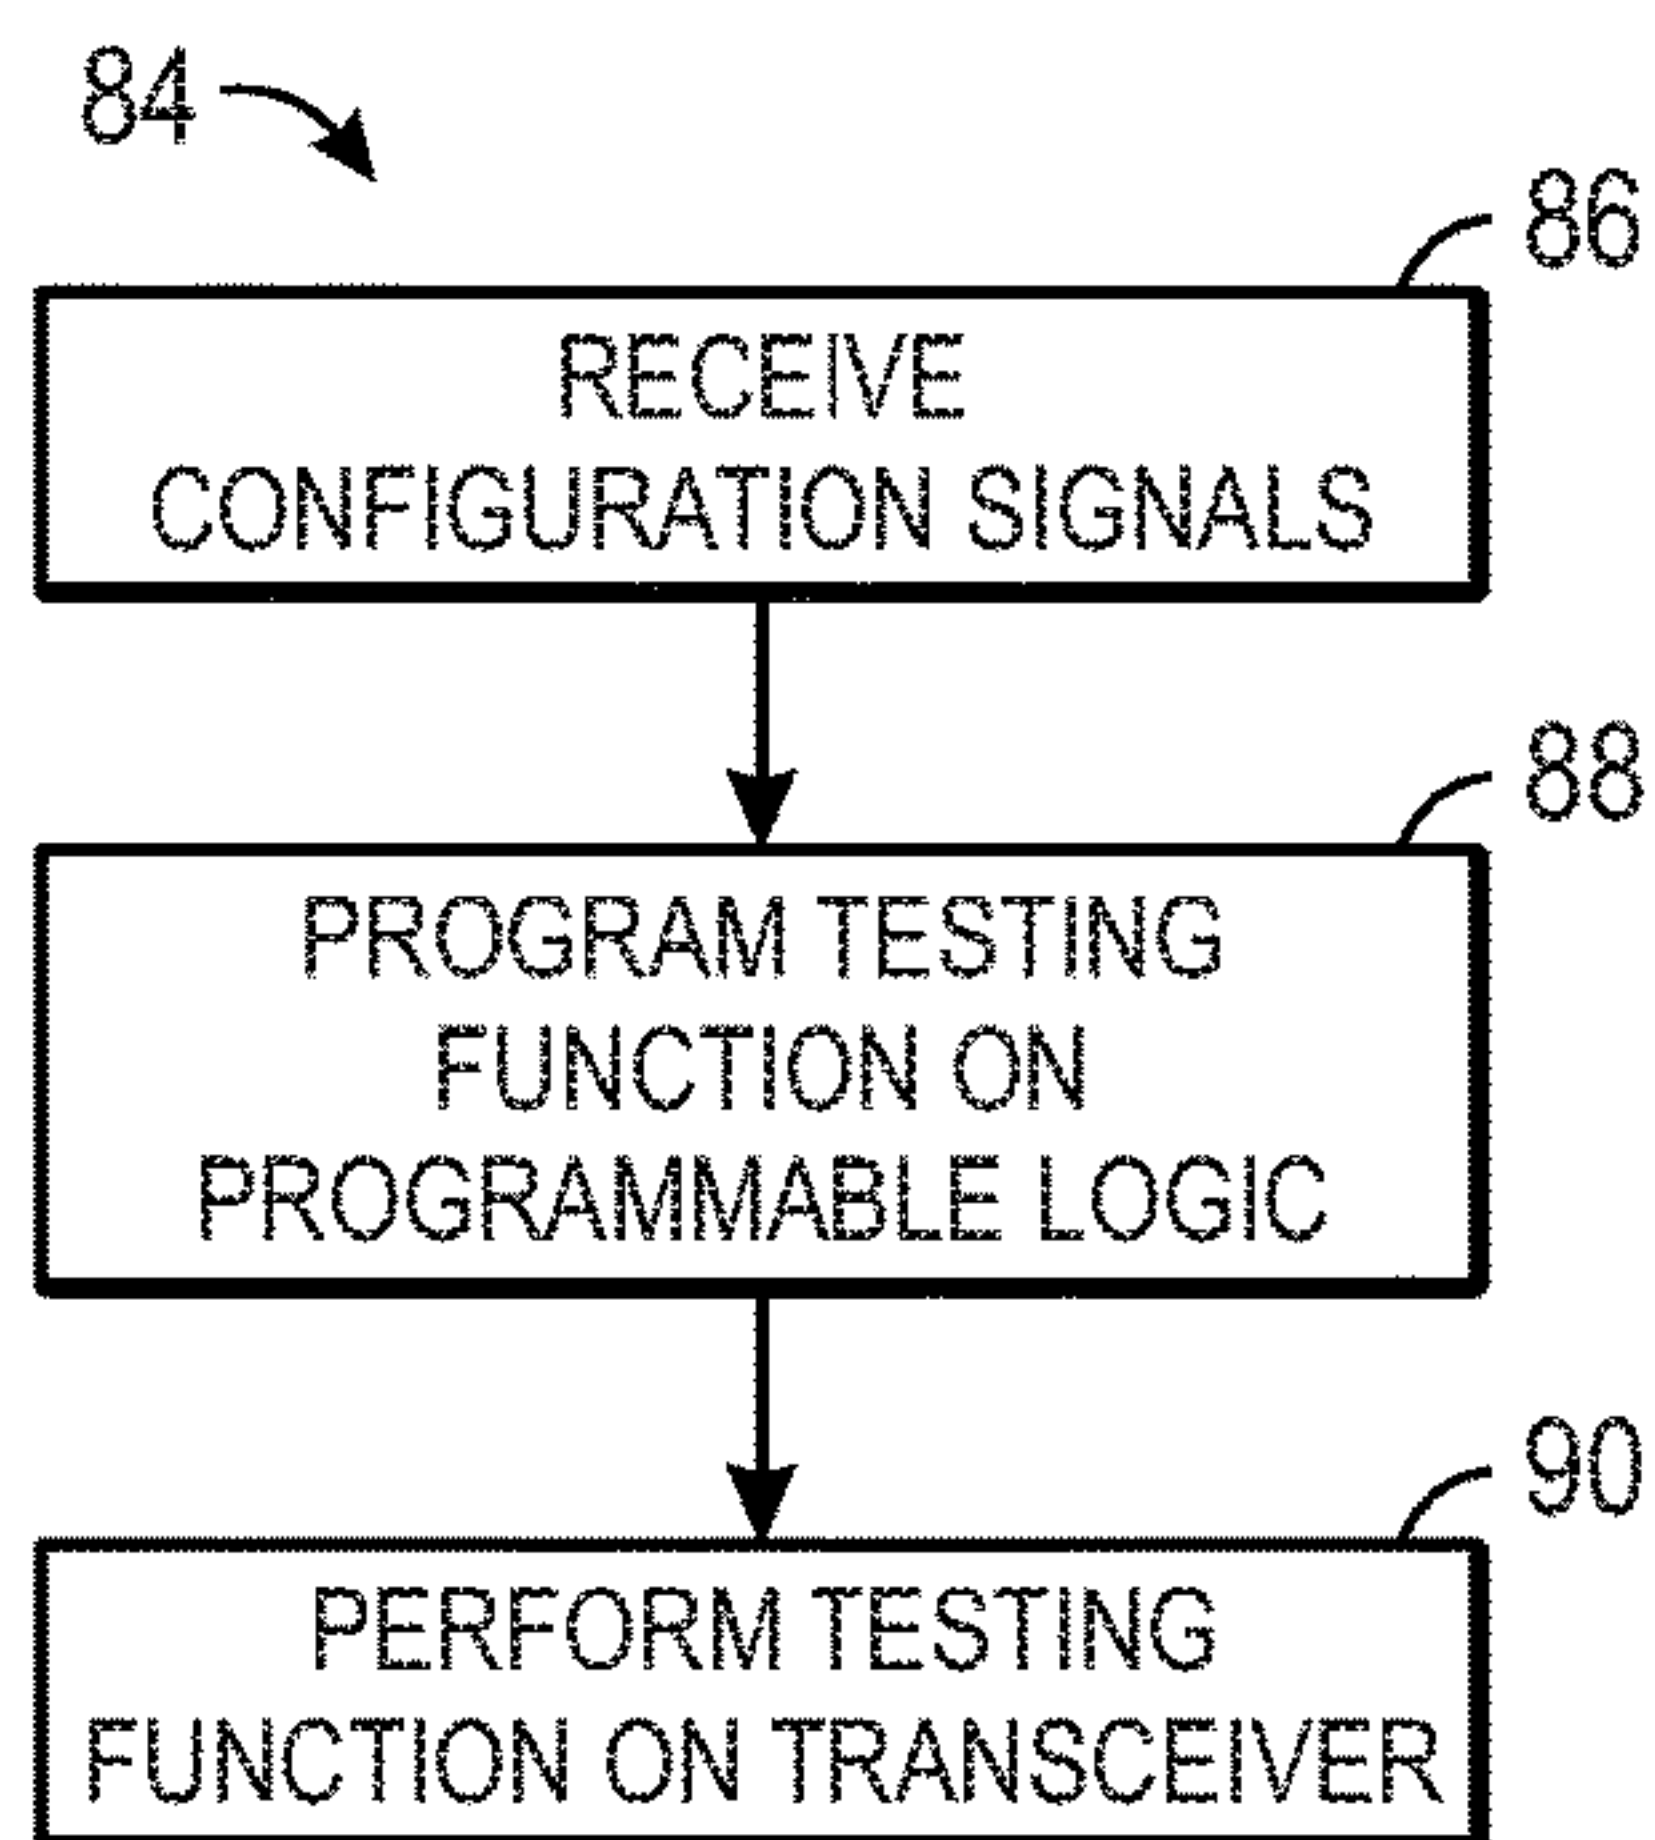 84
86
RECEIVE
CONFIGURATION SIGNALS
88
PROGRAM TESTING
FUNCTION ON
PROGRAMMABLE LOGIC
90
PERFORM TESTING
FUNCTION ON TRANSCEIVER